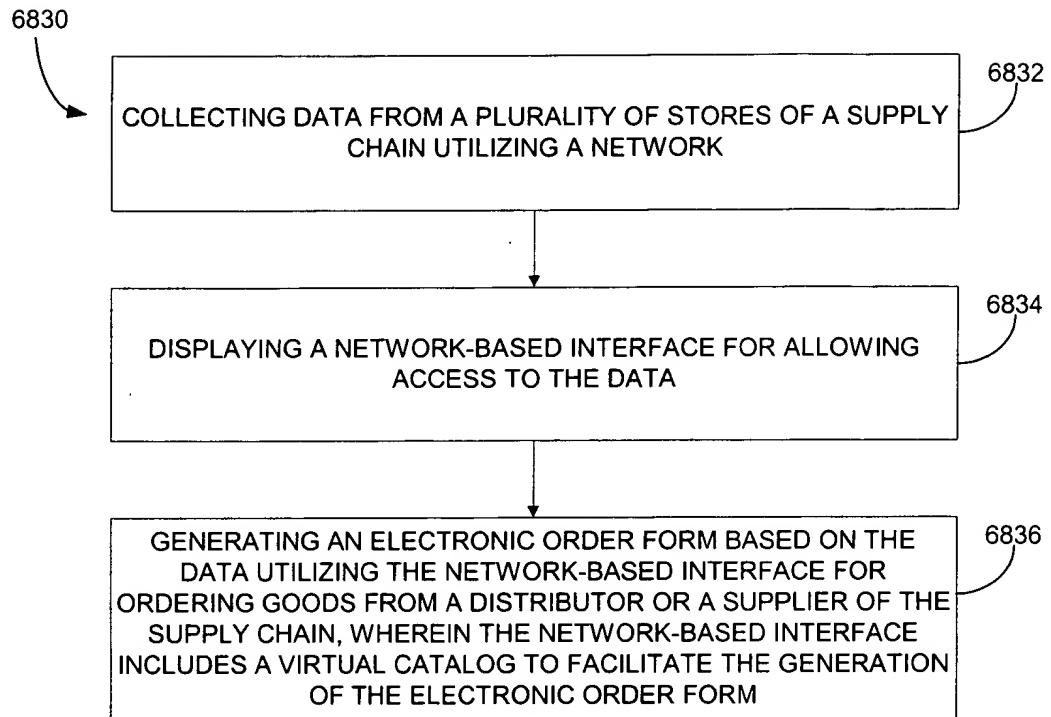 6830
6832
COLLECTING DATA FROM A PLURALITY OF STORES OF A SUPPLY
CHAIN UTILIZING A NETWORK
6834
DISPLAYING A NETWORK-BASED INTERFACE FOR ALLOWING
ACCESS TO THE DATA
6836
GENERATING AN ELECTRONIC ORDER FORM BASED ON THE
DATA UTILIZING THE NETWORK-BASED INTERFACE FOR
ORDERING GOODS FROM A DISTRIBUTOR OR A SUPPLIER OF THE
SUPPLY CHAIN, WHEREIN THE NETWORK-BASED INTERFACE
INCLUDES A VIRTUAL CATALOG TO FACILITATE THE GENERATION
OF THE ELECTRONIC ORDER FORM